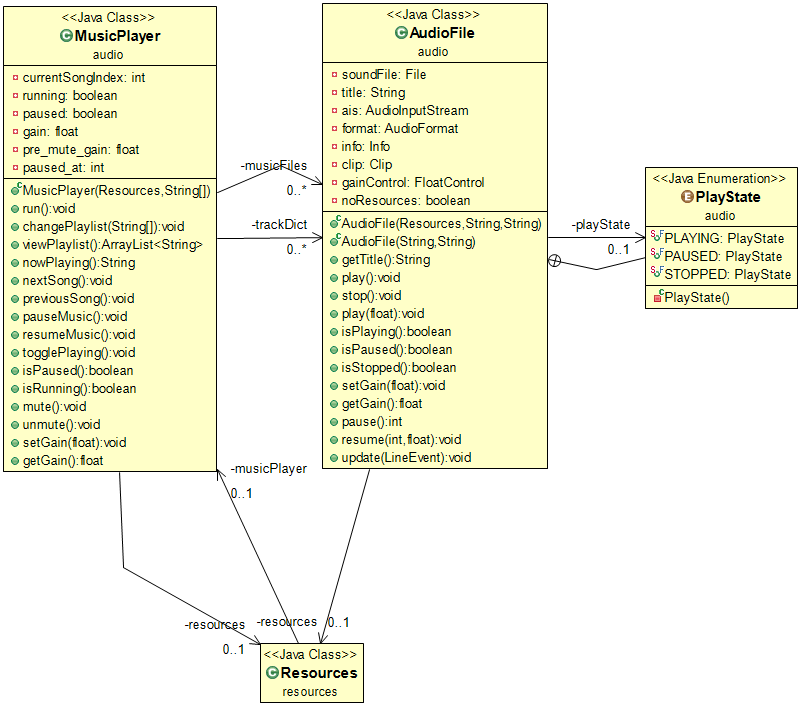 <<Java Class>>
MusicPlayer
audio
currentSongIndex: int
running: boolean
paused: boolean
gain: float
pre_mute_gain: float
paused_at: int
MusicPlayer(Resources,String[])
run():void
changePlaylist(String[]):void
viewPlaylist():ArrayList<String>
nowPlaying():String
nextSong():void
previousSong():void
pauseMusic():void
resumeMusic():void
togglePlaying():void
isPaused():boolean
isRunning():boolean
mute():void
unmute():void
setGain(float):void
getGain():float
-musicFiles
0..*
-trackDict
0..*
<<Java Class>>
AudioFile
audio
soundFile: File
title: String
ais: AudioInputStream
format: AudioFormat
info: Info
clip: Clip
gainControl: FloatControl
noResources: boolean
AudioFile(Resources,String,String)
AudioFile(String,String)
getTitle():String
play():void
stop():void
play(float):void
isPlaying():boolean
isPaused():boolean
isStopped():boolean
setGain(float):void
getGain():float
pause():int
resume(int,float):void
update(LineEvent):void
-playState
0..1
<<Java Enumeration>>
PlayState
audio
PLAYING: PlayState
PAUSED: PlayState
STOPPED: PlayState
PlayState()
-musicPlayer
0..1
-resources
0..1
-resources
0..1
<<Java Class>>
Resources
resources